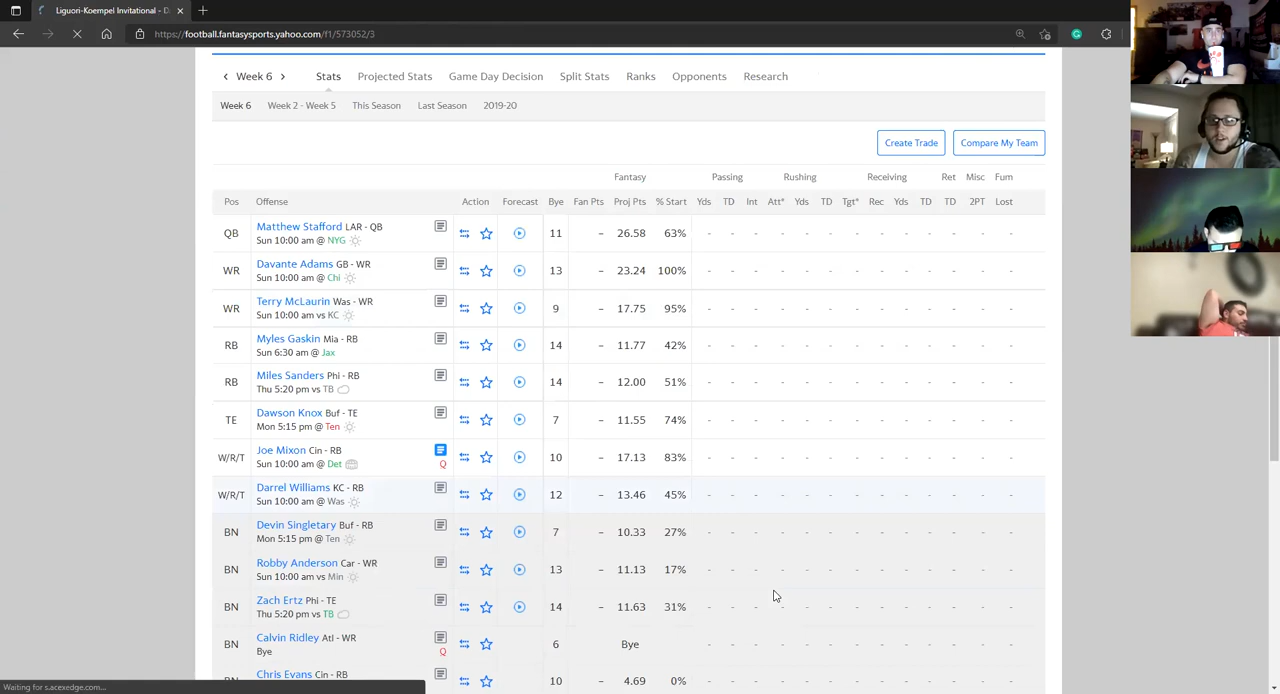 Liguori-Koempel Invitational - D
https://football.fantasysports.yahoo.com/f1/573052/3
Week 6 Stats Projected Stats Game Day Decision Split Stats Ranks Opponents Research
Week 6 Week 2 - Week 5 This Season Last Season 2019-20
Create Trade Compare My Team
Fantasy Passing Rushing Receiving Ret Misc Fum
Pos Offense Action Forecast Bye Fan Pts Proj Pts % Start Yds TD Int Att* Yds TD Tgt* Rec Yds TD TD 2PT Lost
QB Matthew Stafford LAR - QB 11 – 26.58 63% - - - - - - - - - - - - -
Sun 10:00 am @ NYG
WR Davante Adams GB - WR 13 – 23.24 100% - - - - - - - - - - - - -
Sun 10:00 am @ Chi
WR Terry McLaurin Was - WR 9 – 17.75 95% - - - - - - - - - - - - -
Sun 10:00 am vs KC
RB Myles Gaskin Mia - RB 14 – 11.77 42% - - - - - - - - - - - - -
Sun 6:30 am @ Jax
RB Miles Sanders Phi - RB 14 – 12.00 51% - - - - - - - - - - - - -
Thu 5:20 pm vs TB
TE Dawson Knox Buf - TE 7 – 11.55 74% - - - - - - - - - - - - -
Mon 5:15 pm @ Ten
W/R/T Joe Mixon Cin - RB 10 – 17.13 83% - - - - - - - - - - - - -
Sun 10:00 am @ Det Q
W/R/T Darrel Williams KC - RB 12 – 13.46 45% - - - - - - - - - - - - -
Sun 10:00 am @ Was
BN Devin Singletary Buf - RB 7 – 10.33 27% - - - - - - - - - - - - -
Mon 5:15 pm @ Ten
BN Robby Anderson Car - WR 13 – 11.13 17% - - - - - - - - - - - - -
Sun 10:00 am vs Min
BN Zach Ertz Phi - TE 14 – 11.63 31% - - - - - - - - - - - - -
Thu 5:20 pm vs TB
BN Calvin Ridley Atl - WR 6 Bye - - - - - - - - - - - - -
Bye Q
BN Chris Evans Cin - RB 10 – 4.69 0% - - - - - - - - - - - - -
Waiting for s.acexedge.com...